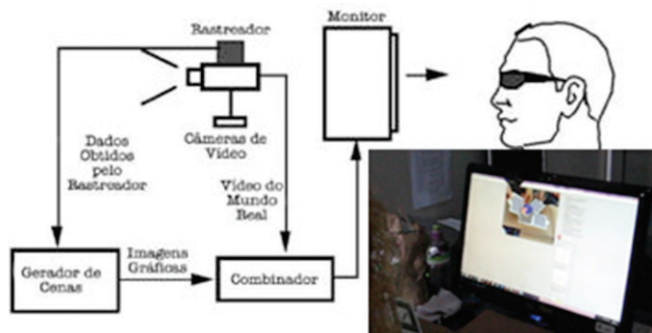 Monitor
Rastreador
Câmeras de
Vídeo
Dados
Obtidos
pelo
Rastreador
Vídeo do
Mundo
Real
Imagens
Gráficas
Gerador de
Cenas
Combinador